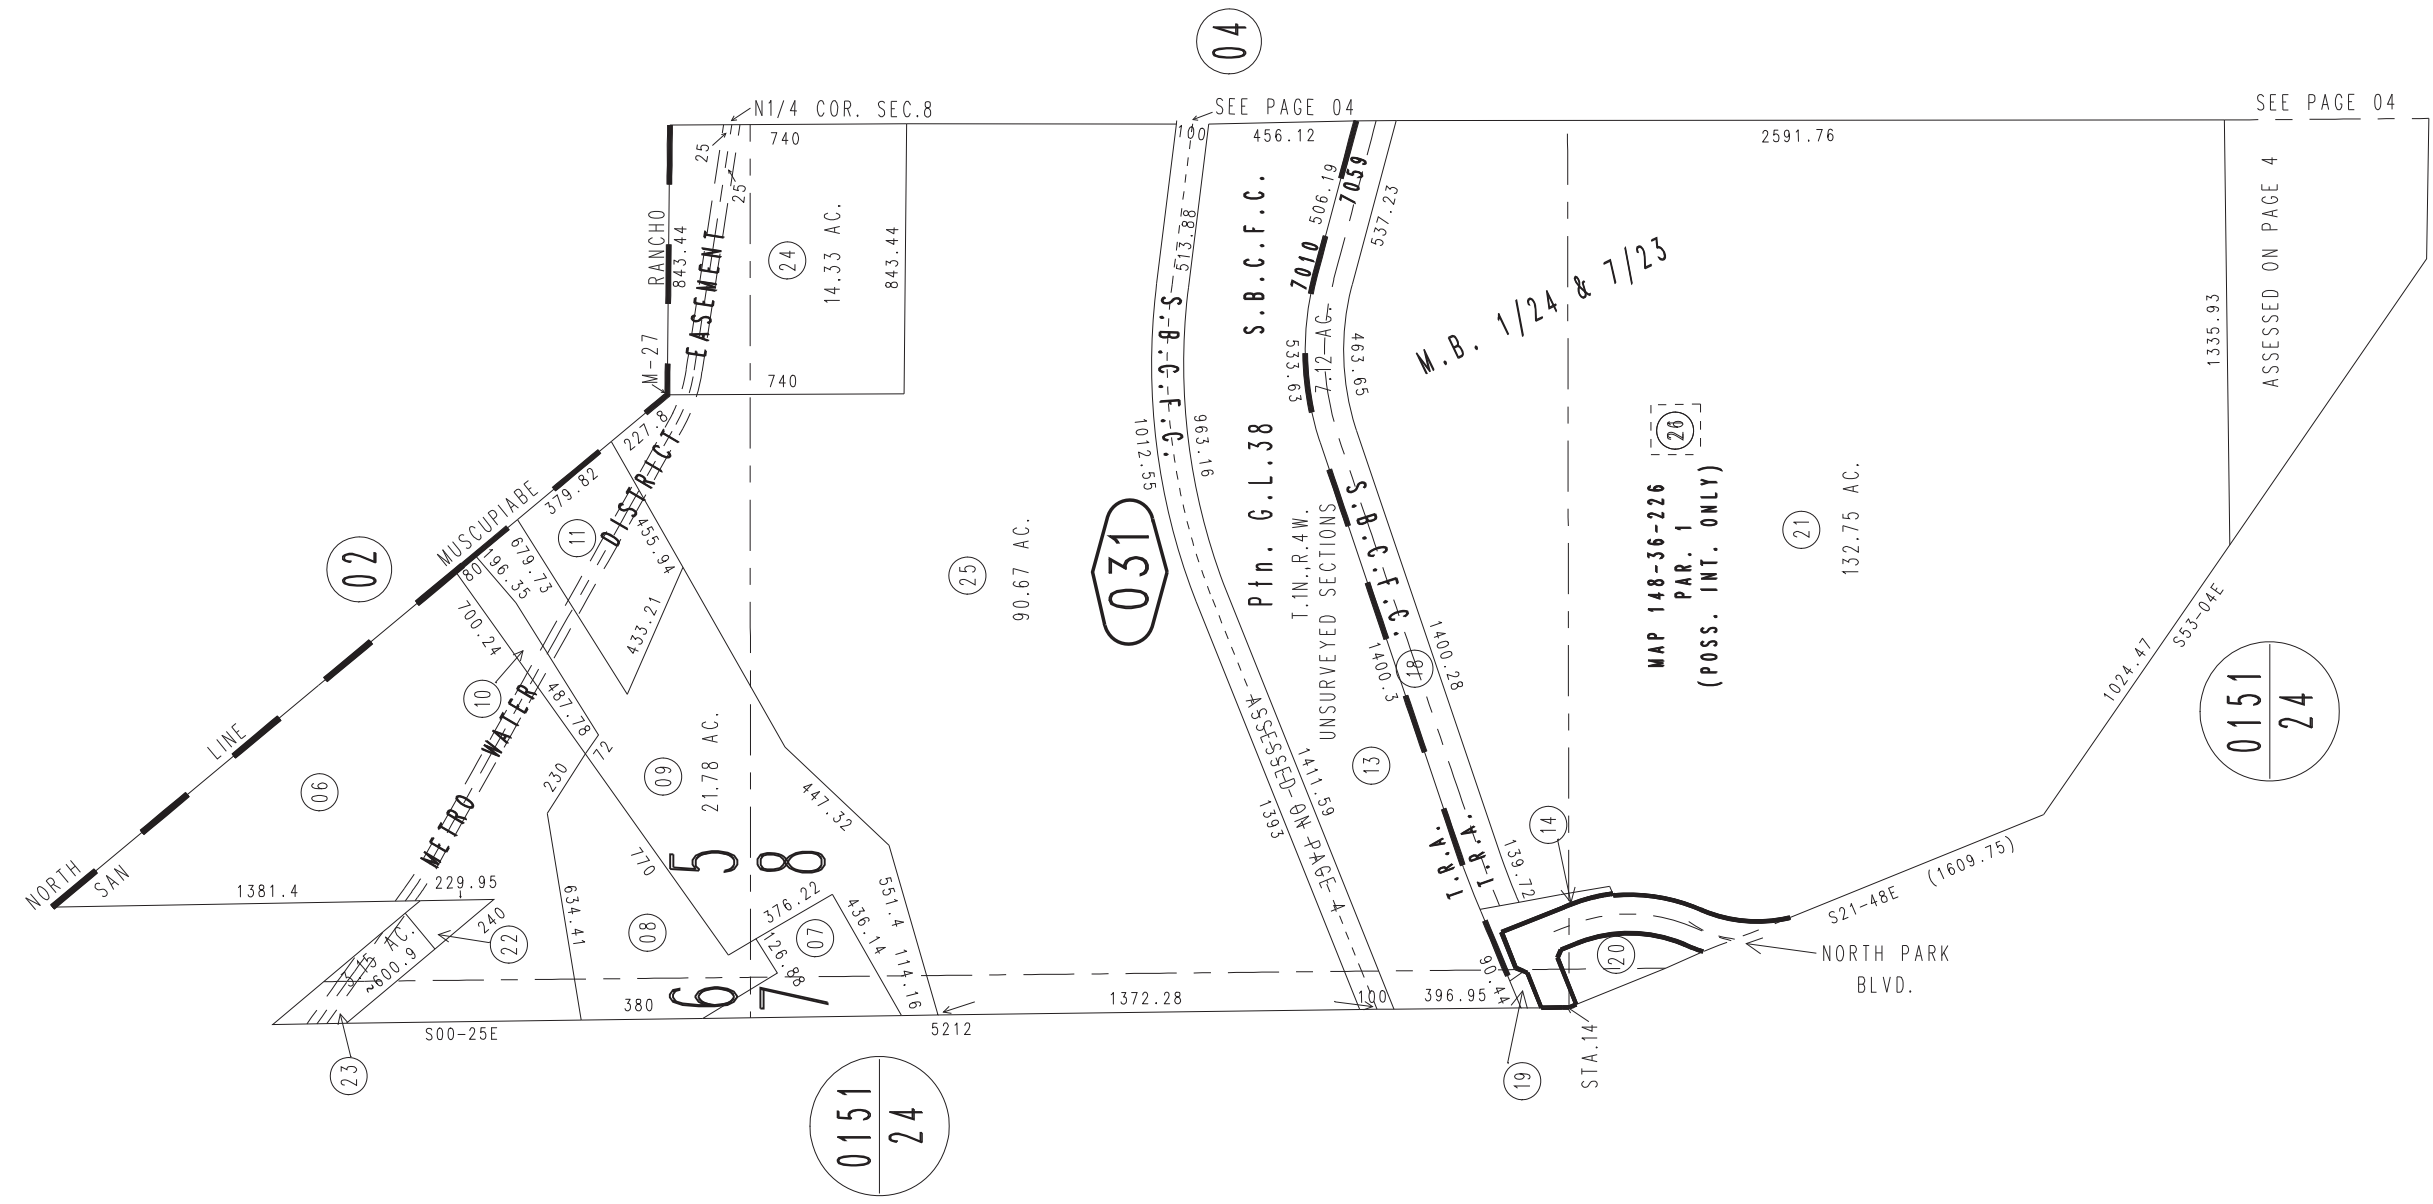 04
SEE PAGE 04
N1/4 COR. SEC.8
SEE PAGE 04
740
100
456.12
2591.76
25
25
RANCHO
843.44
EASEMENT
24
14.33 AC.
843.44
M-27
740
513.88
S.B.C.F.C.
S.B.C.F.C.
506.19
7010
7059
537.23
M.B. 1/24 & 7/23
ASSESSED ON PAGE 4
1335.93
533.63
7.12 AC.
463.65
227.8
02
MUSCUPIABE
379.82
11
DISTRICT
455.94
679.73
196.35
80
700.24
433.21
10
487.78
72
230
METRO WATER
LINE
06
NORTH
SAN
1381.4
229.95
240
22
3.15 AC.
~600.9
23
S00-25E
634.41
08
380
09
21.78 AC.
770
447.32
5
8
6
7
376.22
126.88
07
436.14
551.4
114.16
25
90.67 AC.
031
1012.55
963.16
Ptn. G.L.38
T.1N.,R.4W.
UNSURVEYED SECTIONS
S.B.C.F.C.
ASSESSED ON PAGE 4
1393
1411.59
13
1400.3
18
1400.28
MAP 148-36-226
PAR. 1
(POSS. INT. ONLY)
26
21
132.75 AC.
1024.47
S53-04E
0151
24
T.R.A.
T.R.A.
139.72
14
S21-48E
(1609.75)
NORTH PARK
BLVD.
20
90.44
19
STA.14
1372.28
100
396.95
5212
0151
24